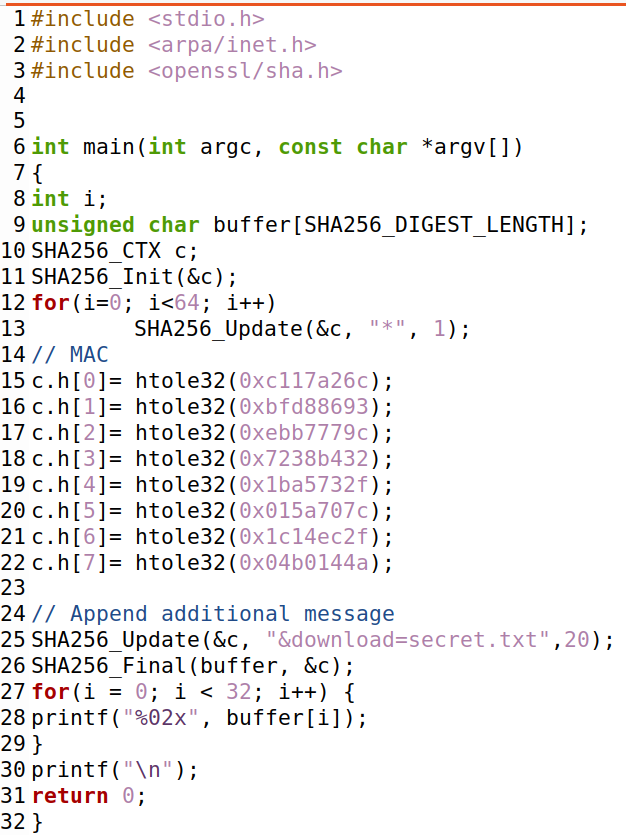 1 #include <stdio.h>
2 #include <arpa/inet.h>
3 #include <openssl/sha.h>
4
5
6 int main(int argc, const char *argv[])
7 {
8 int i;
9 unsigned char buffer[SHA256_DIGEST_LENGTH];
10 SHA256_CTX c;
11 SHA256_Init(&c);
12 for(i=0; i<64; i++)
13         SHA256_Update(&c, "*", 1);
14 // MAC
15 c.h[0]= htole32(0xc117a26c);
16 c.h[1]= htole32(0xbfd88693);
17 c.h[2]= htole32(0xebb7779c);
18 c.h[3]= htole32(0x7238b432);
19 c.h[4]= htole32(0x1ba5732f);
20 c.h[5]= htole32(0x015a707c);
21 c.h[6]= htole32(0x1c14ec2f);
22 c.h[7]= htole32(0x04b0144a);
23
24 // Append additional message
25 SHA256_Update(&c, "&download=secret.txt",20);
26 SHA256_Final(buffer, &c);
27 for(i = 0; i < 32; i++) {
28 printf("%02x", buffer[i]);
29 }
30 printf("\n");
31 return 0;
32 }